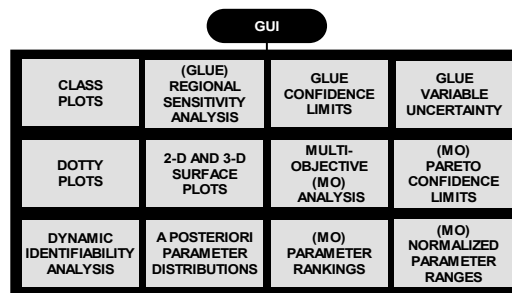 GUI
CLASS
PLOTS
(GLUE)
REGIONAL
SENSITIVITY
ANALYSIS
GLUE
CONFIDENCE
LIMITS
GLUE
VARIABLE
UNCERTAINTY
DOTTY
PLOTS
2-D AND 3-D
SURFACE
PLOTS
MULTI-
OBJECTIVE
(MO)
ANALYSIS
(MO)
PARETO
CONFIDENCE
LIMITS
DYNAMIC
IDENTIFIABILITY
ANALYSIS
A POSTERIORI
PARAMETER
DISTRIBUTIONS
(MO)
PARAMETER
RANKINGS
(MO)
NORMALIZED
PARAMETER
RANGES